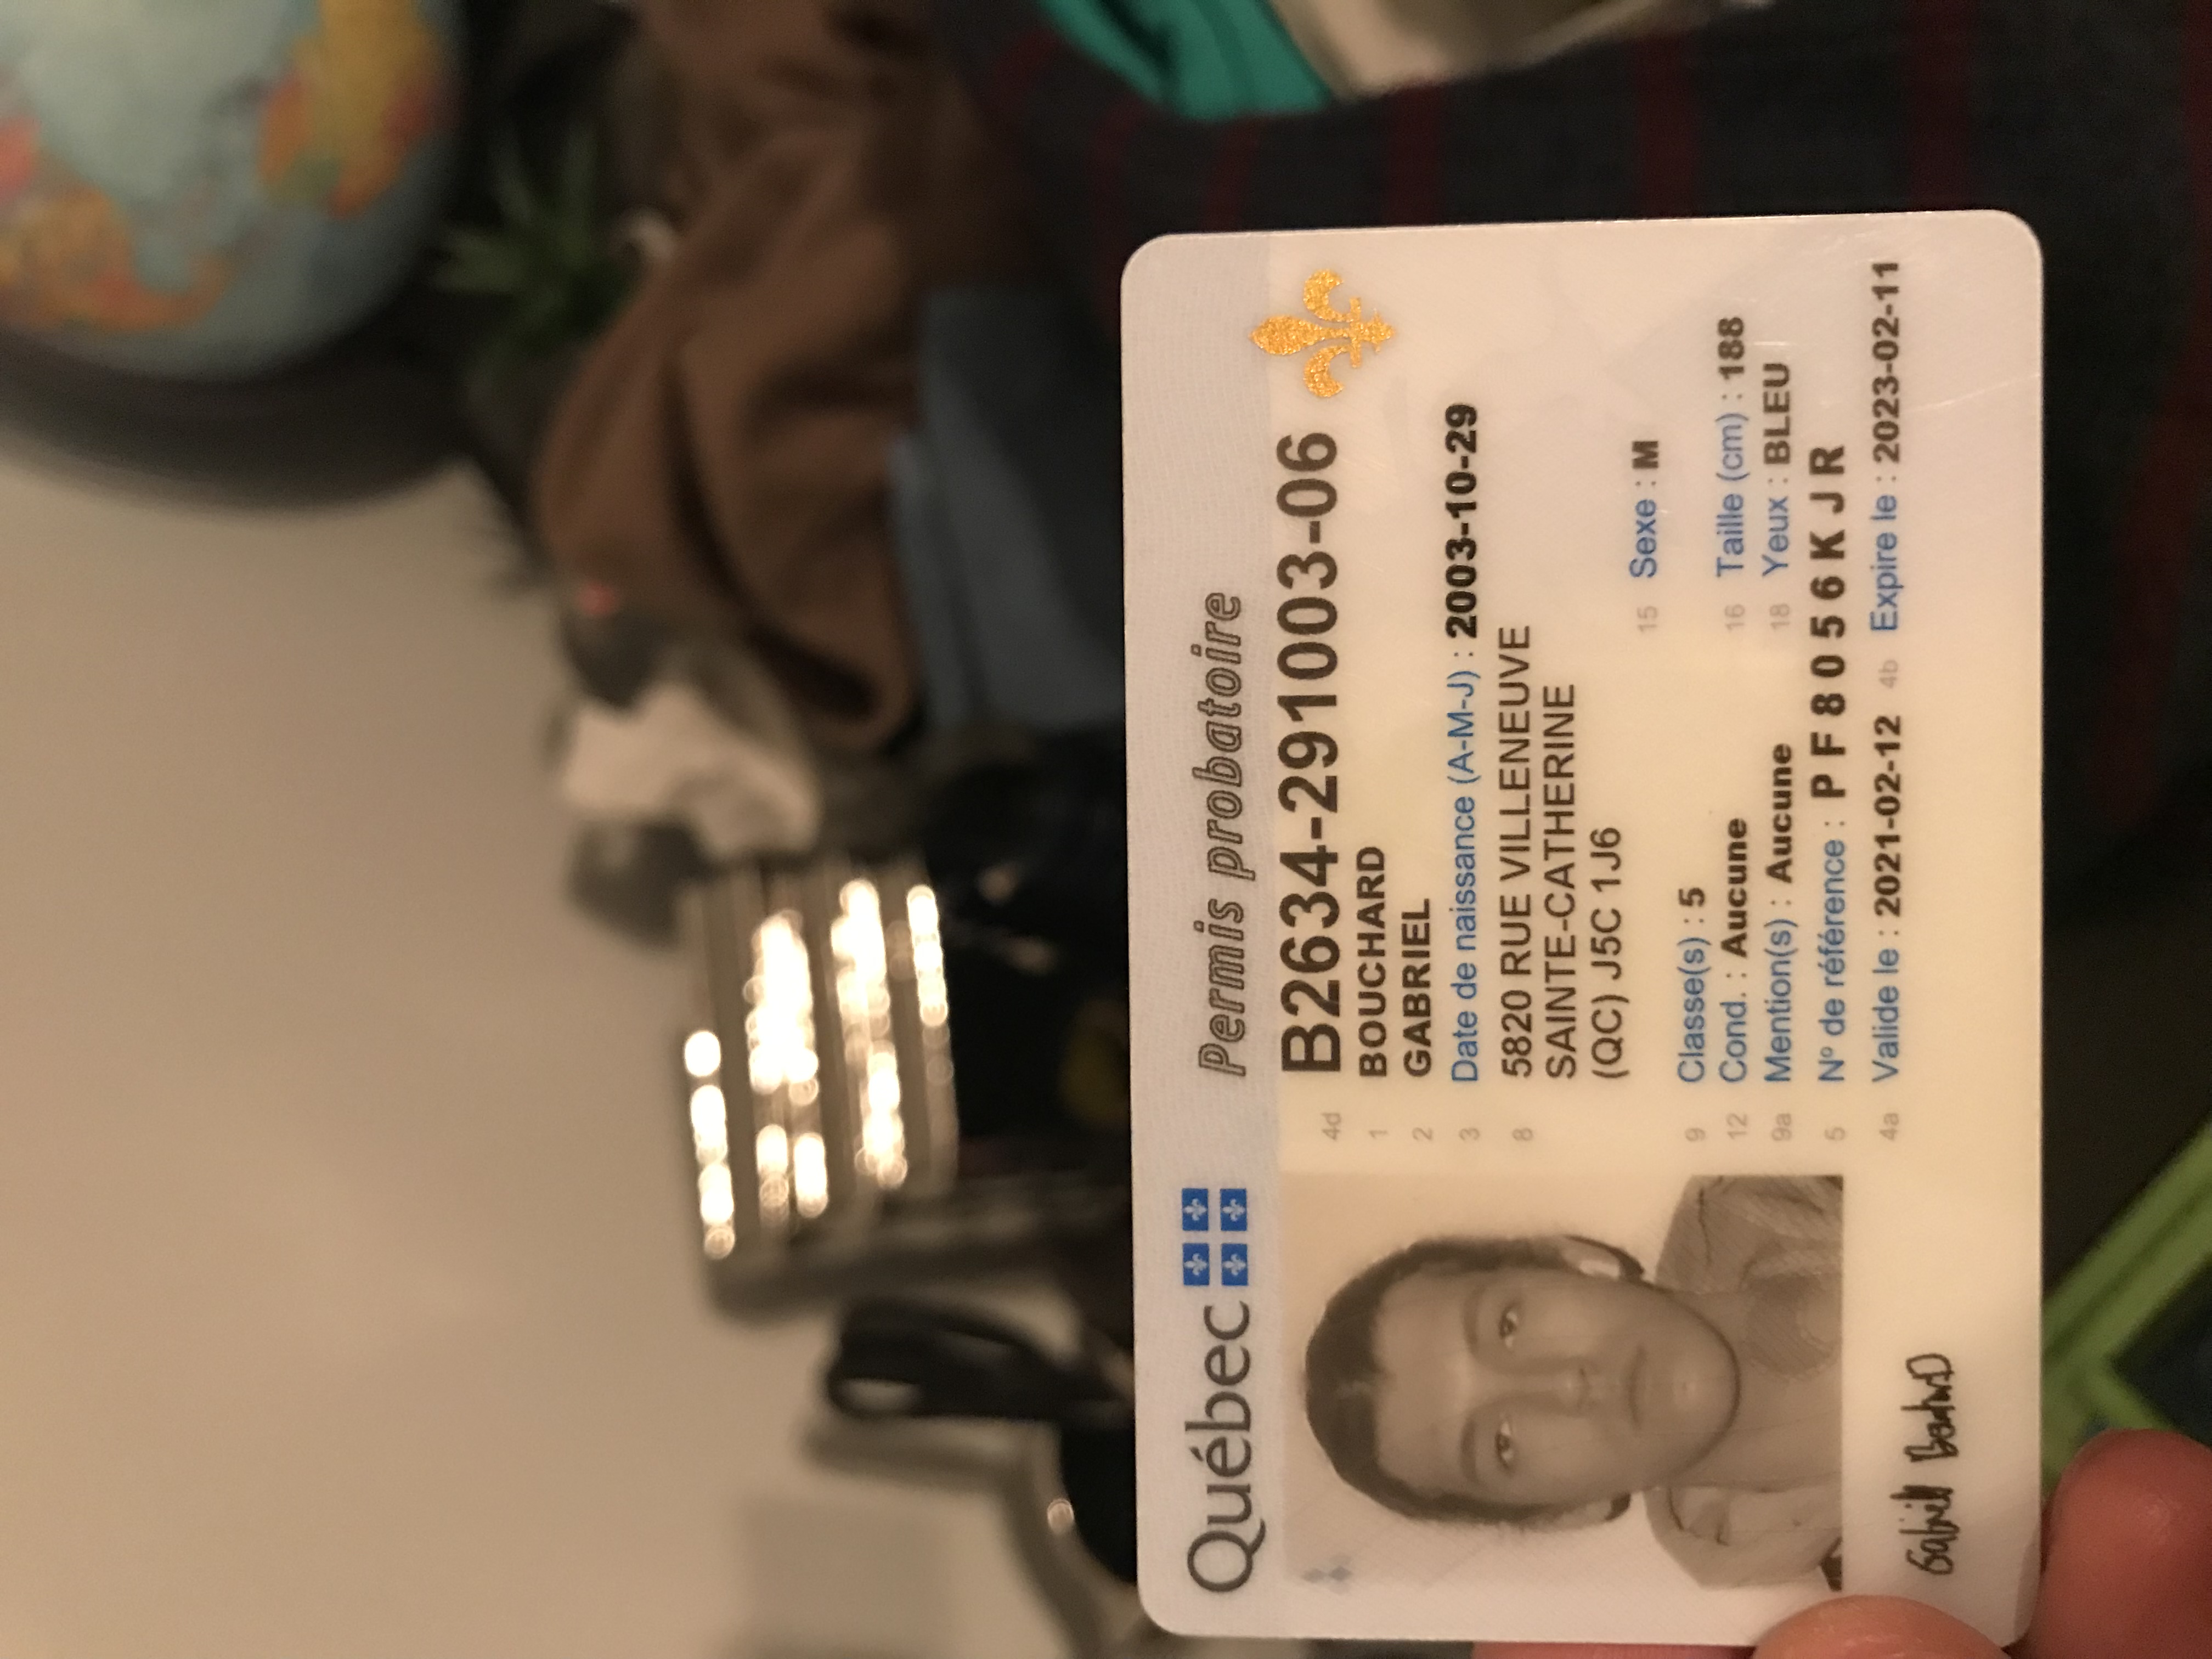 Québec
Permis probatoire
4d B2634-291003-06
1 BOUCHARD
2 GABRIEL
3 Date de naissance (A-M-J) : 2003-10-29
8 5820 RUE VILLENEUVE
SAINTE-CATHERINE
(QC) J5C 1J6
15 Sexe : M
9 Classe(s) : 5
12 Cond. : Aucune
16 Taille (cm) : 188
9a Mention(s) : Aucune
18 Yeux : BLEU
5 Nº de référence : P F 8 0 5 6 K J R
4a Valide le : 2021-02-12 4b Expire le : 2023-02-11